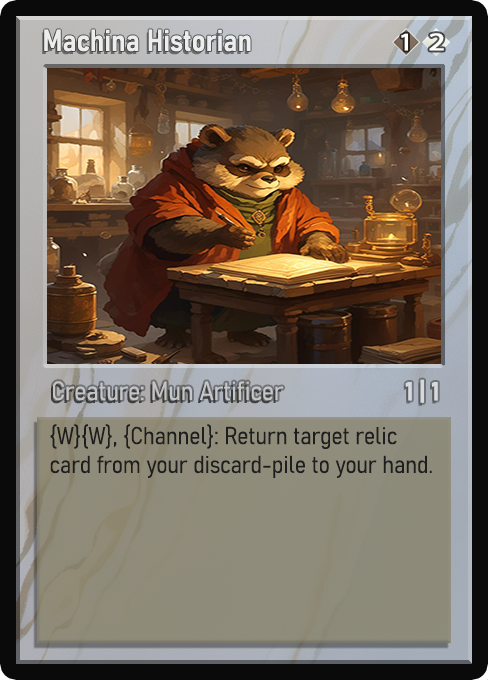 Machina Historian 1 2
Creature: Mun Artificer 1|1
{W}{W}, {Channel}: Return target relic
card from your discard-pile to your hand.